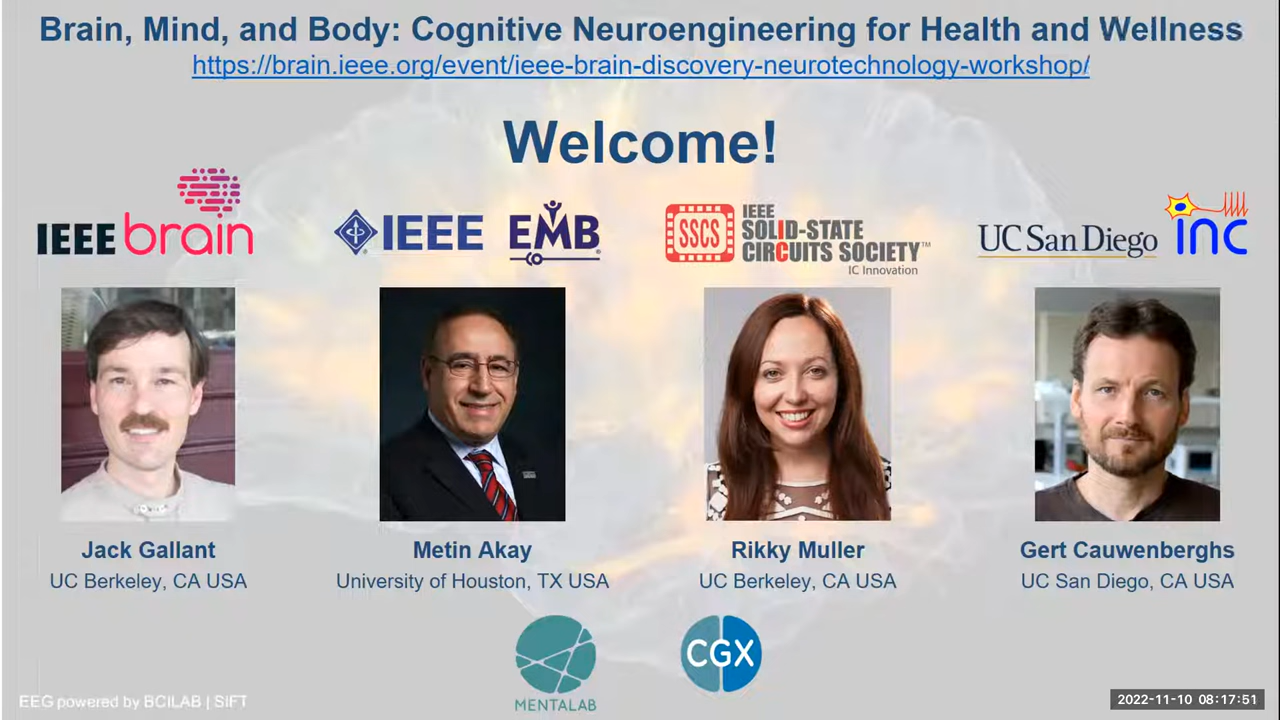 Brain, Mind, and Body: Cognitive Neuroengineering for Health and Wellness
https://brain.ieee.org/event/ieee-brain-discovery-neurotechnology-workshop/
Welcome!
IEEE brain
IEEE EMB
SSCS IEEE
SOLID-STATE
CIRCUITS SOCIETY™
IC Innovation
UC San Diego inc
Jack Gallant
UC Berkeley, CA USA
Metin Akay
University of Houston, TX USA
Rikky Muller
UC Berkeley, CA USA
Gert Cauwenberghs
UC San Diego, CA USA
MENTALAB
CGX
EEG powered by BCILAB | SIFT
2022-11-10 08:17:51